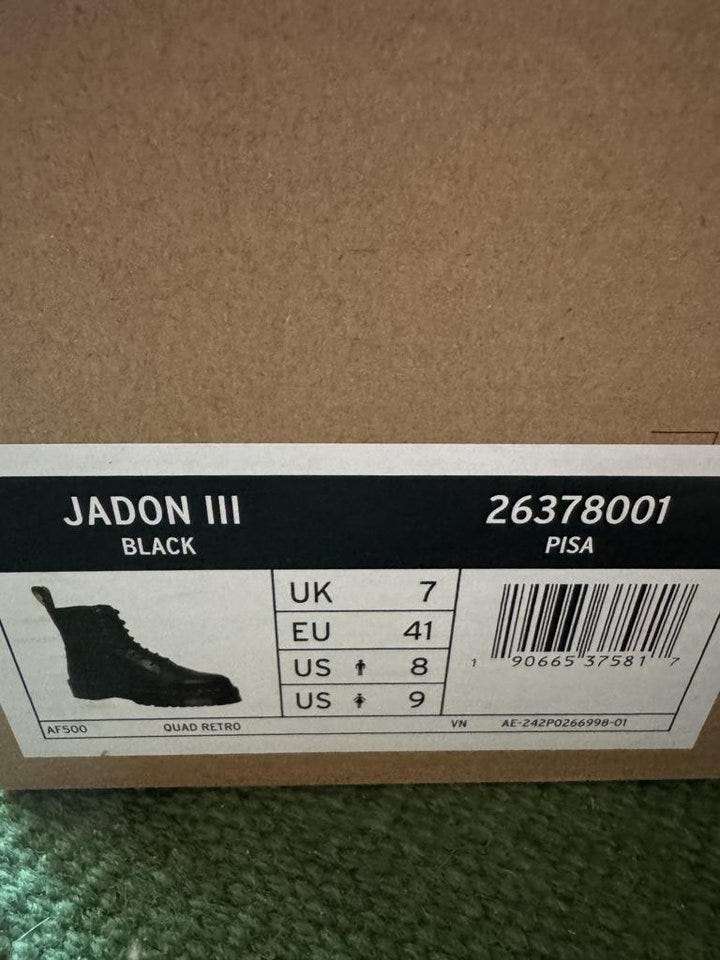 JADON III
BLACK
26378001
PISA
UK 7
EU 41
US 8
US 9
1 90665 37581 7
AF500 QUAD RETRO VN AE-242P0266998-01